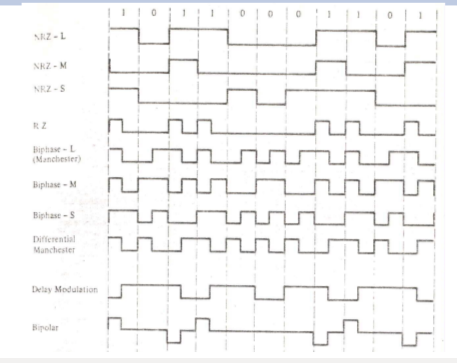 1 0 1 1 0 0 0 1 1 0 1
NRZ - L
NRZ - M
NRZ - S
RZ
Biphase - L
(Manchester)
Biphase - M
Biphase - S
Differential
Manchester
Delay Modulation
Bipolar